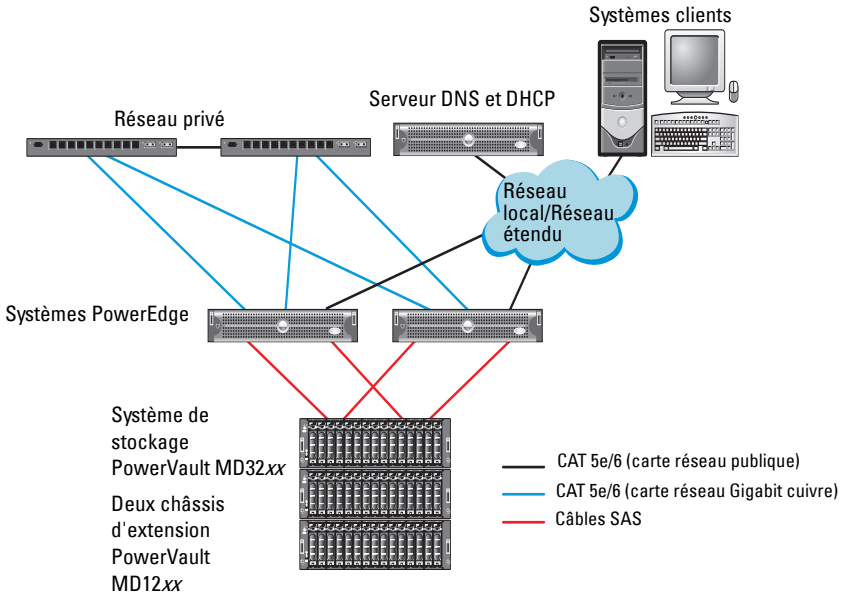 Systèmes clients
Serveur DNS et DHCP
Réseau privé
Réseau
local/Réseau
étendu
Systèmes PowerEdge
Système de
stockage
PowerVault MD32xx
Deux châssis
d'extension
PowerVault
MD12xx
CAT 5e/6 (carte réseau publique)
CAT 5e/6 (carte réseau Gigabit cuivre)
Câbles SAS